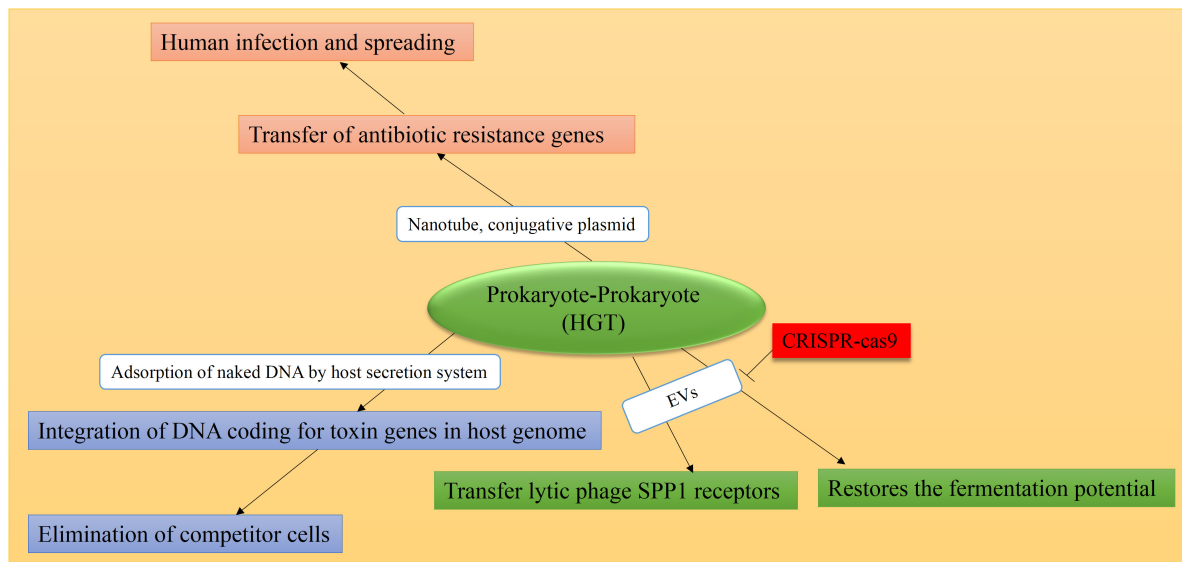 Human infection and spreading
Transfer of antibiotic resistance genes
Nanotube, conjugative plasmid
Prokaryote-Prokaryote
(HGT)
CRISPR-cas9
Adsorption of naked DNA by host secretion system
EVs
Integration of DNA coding for toxin genes in host genome
Transfer lytic phage SPP1 receptors
Restores the fermentation potential
Elimination of competitor cells